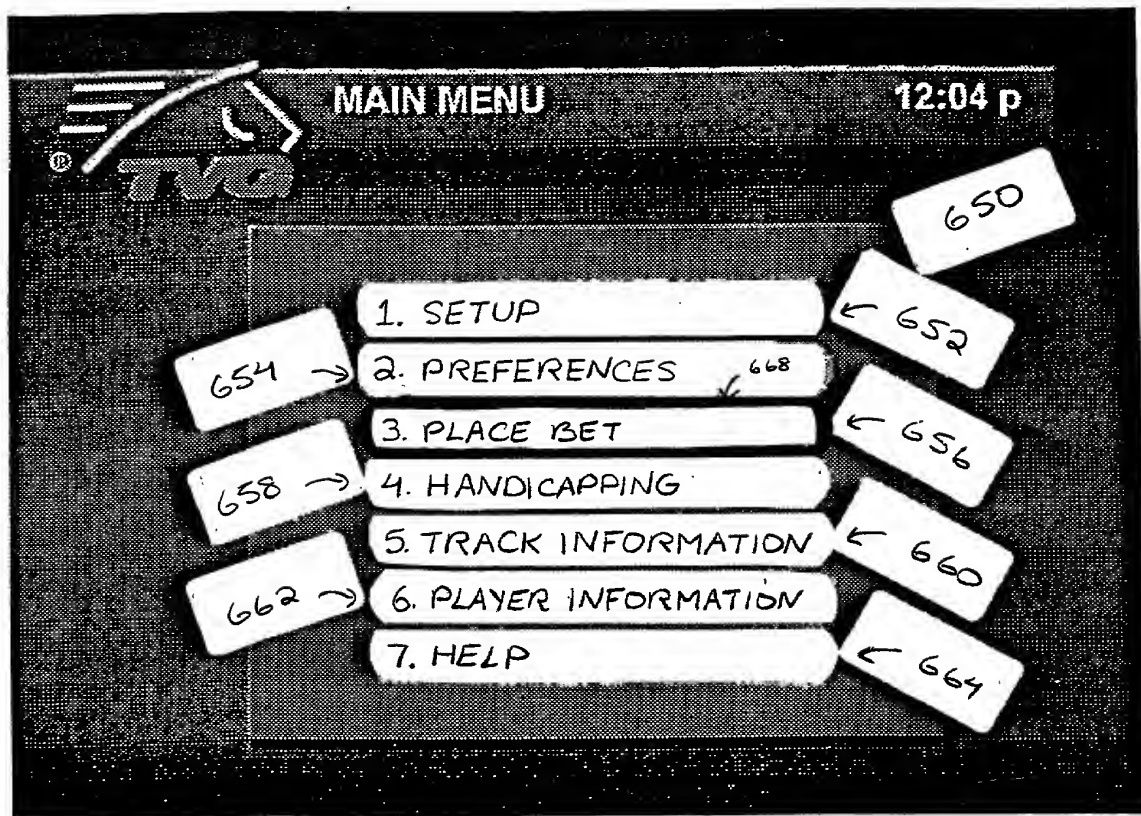 MAIN MENU
12:04 p
®
TVG
650
1. SETUP
← 652
654 →
2. PREFERENCES
668
3. PLACE BET
← 656
658 →
4. HANDICAPPING
5. TRACK INFORMATION
← 660
662 →
6. PLAYER INFORMATION
7. HELP
← 664